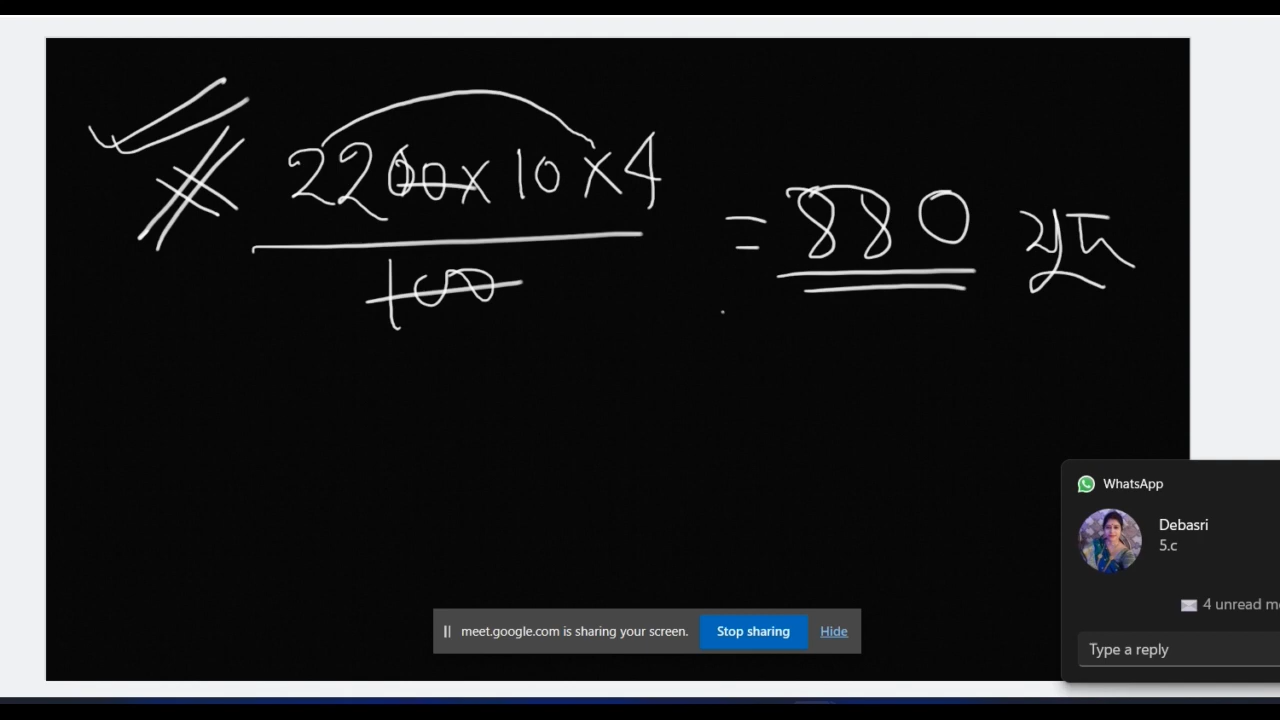 2200 x 10 x 4
= 880 সুদ
100
WhatsApp
Debasri
5.c
4 unread m
Type a reply
meet.google.com is sharing your screen. Stop sharing Hide